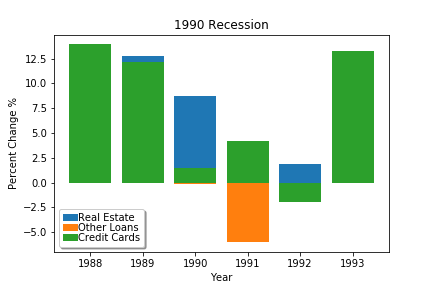 1990 Recession
Percent Change %
12.5
10.0
7.5
5.0
2.5
0.0
−2.5
−5.0
Real Estate
Other Loans
Credit Cards
1988 1989 1990 1991 1992 1993
Year